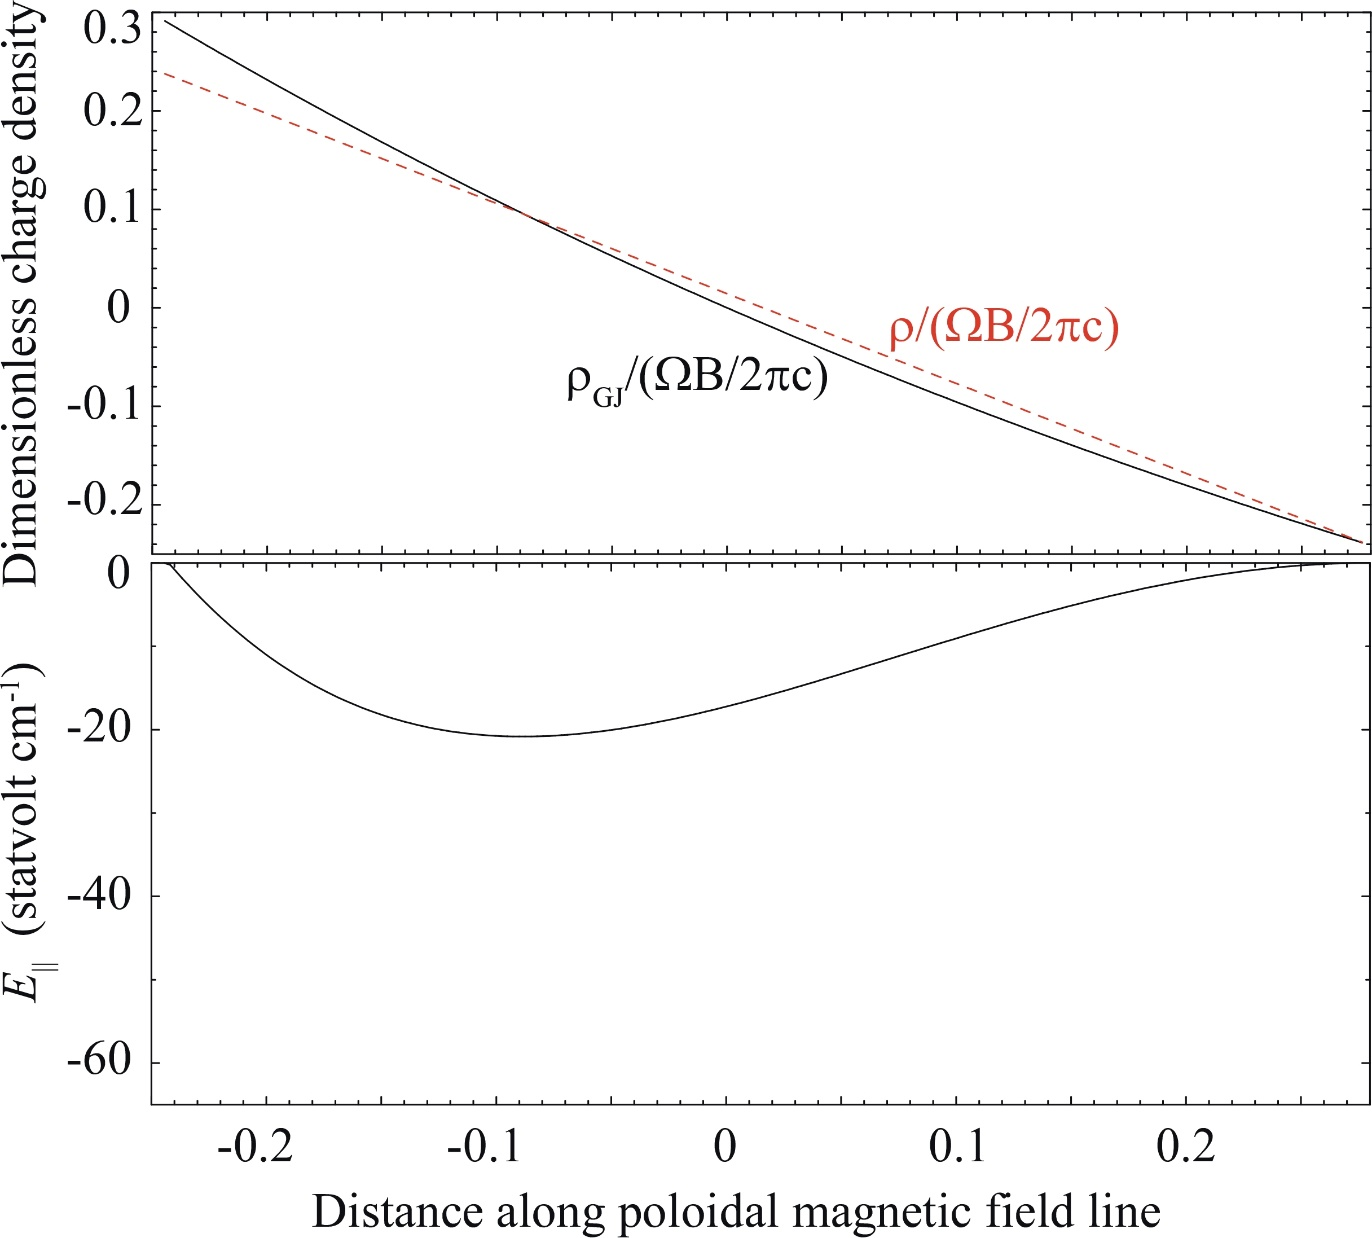 Dimensionless charge density
0.3
0.2
0.1
0
-0.1
-0.2
ρ/(ΩB/2πc)
ρGJ/(ΩB/2πc)
E|| (statvolt cm-1)
0
-20
-40
-60
-0.2 -0.1 0 0.1 0.2
Distance along poloidal magnetic field line